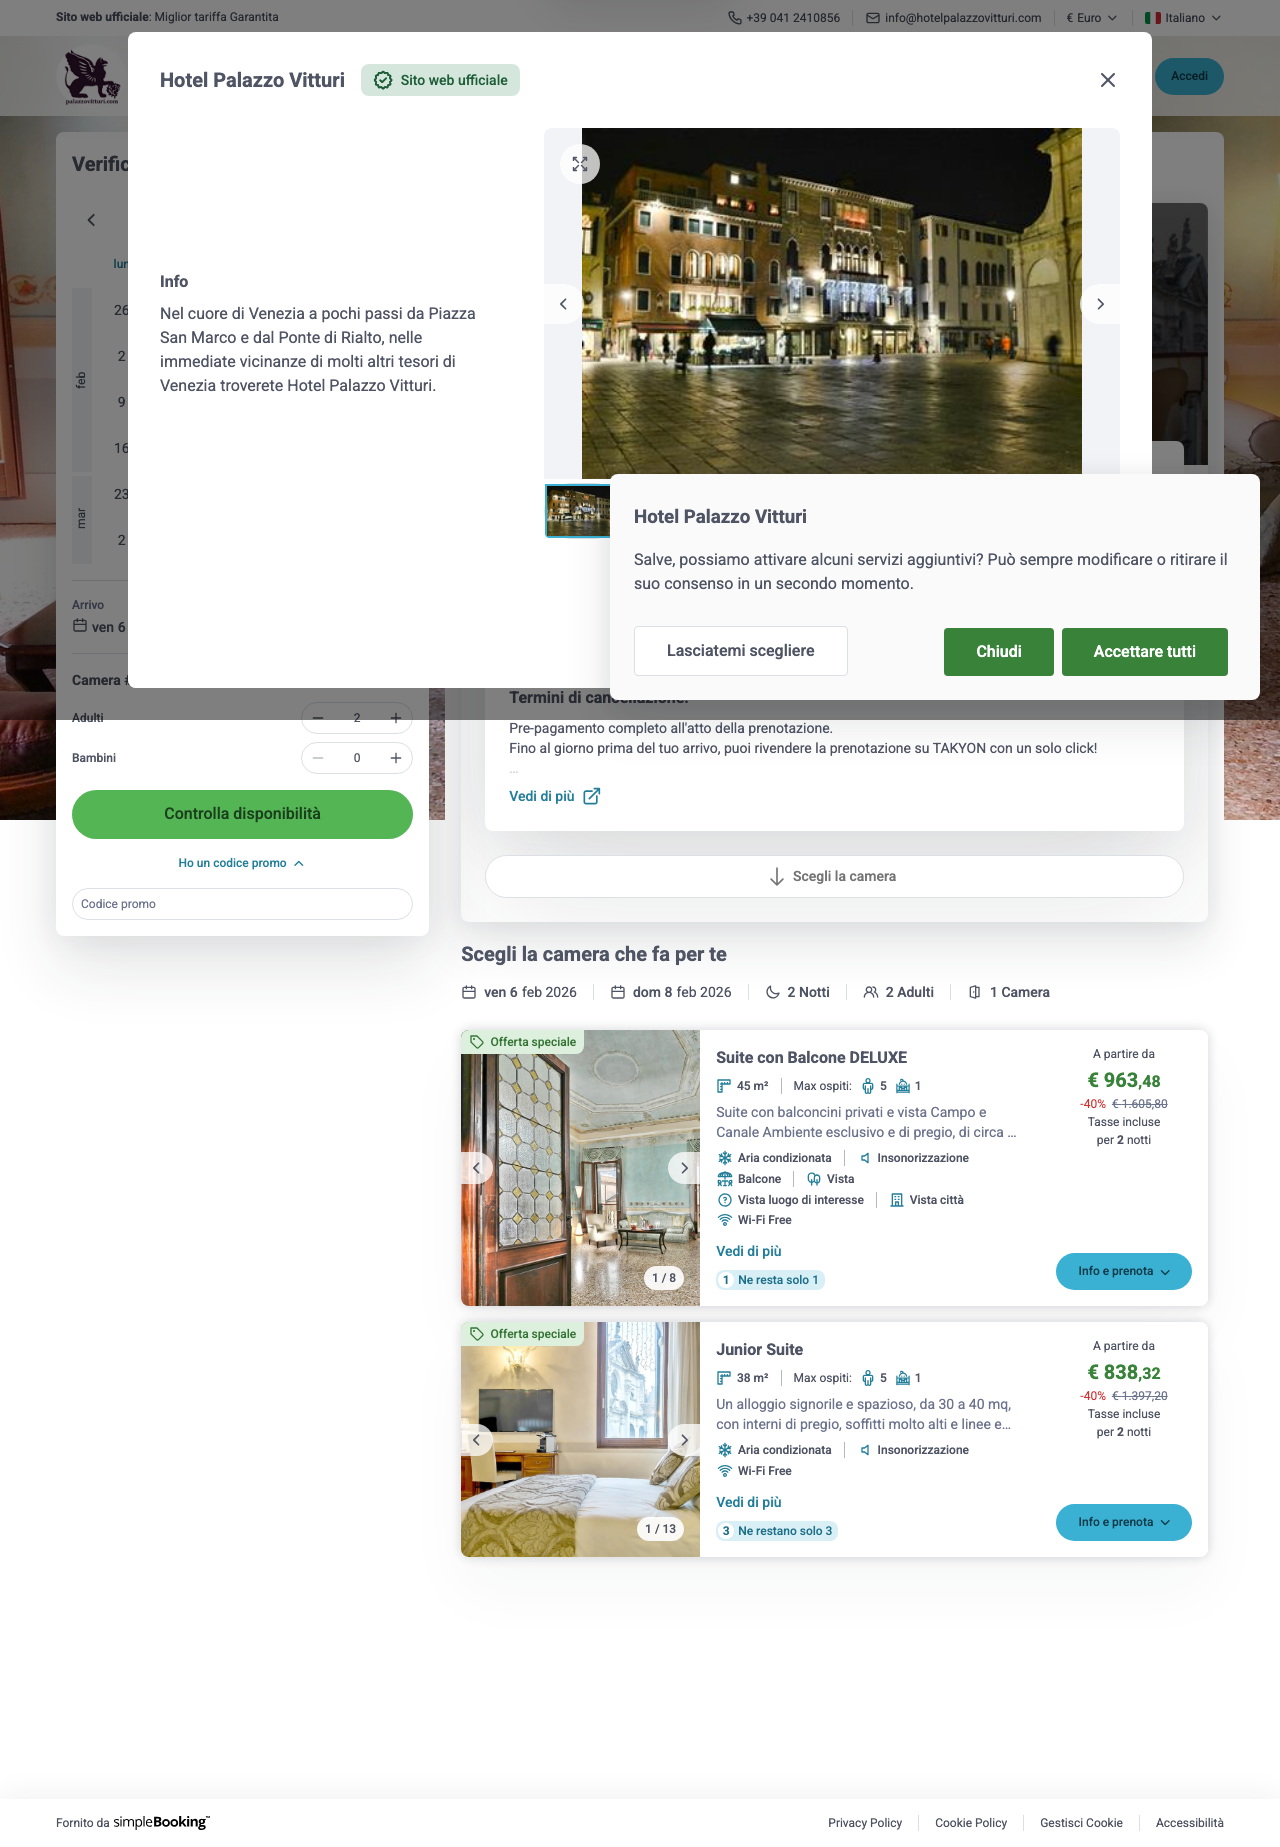 Sito web ufficiale: Miglior tariffa Garantita
+39 041 2410856
info@hotelpalazzovitturi.com
€ Euro
Italiano
palazzovitturi.com
Accedi
Hotel Palazzo Vitturi
Sito web ufficiale
Info
Nel cuore di Venezia a pochi passi da Piazza
San Marco e dal Ponte di Rialto, nelle
immediate vicinanze di molti altri tesori di
Venezia troverete Hotel Palazzo Vitturi.
Verific
lun
26
2
9
16
23
2
feb
mar
Arrivo
ven 6
Camera #
Adulti
2
Bambini
0
Controlla disponibilità
Ho un codice promo
Codice promo
Hotel Palazzo Vitturi
Salve, possiamo attivare alcuni servizi aggiuntivi? Può sempre modificare o ritirare il
suo consenso in un secondo momento.
Lasciatemi scegliere
Chiudi
Accettare tutti
Termini di cancellazione:
Pre-pagamento completo all'atto della prenotazione.
Fino al giorno prima del tuo arrivo, puoi rivendere la prenotazione su TAKYON con un solo click!
...
Vedi di più
Scegli la camera
Scegli la camera che fa per te
ven 6 feb 2026
dom 8 feb 2026
2 Notti
2 Adulti
1 Camera
Offerta speciale
1 / 8
Suite con Balcone DELUXE
45 m²
Max ospiti:
5
1
Suite con balconcini privati e vista Campo e
Canale Ambiente esclusivo e di pregio, di circa ...
Aria condizionata
Insonorizzazione
Balcone
Vista
Vista luogo di interesse
Vista città
Wi-Fi Free
Vedi di più
1 Ne resta solo 1
A partire da
€ 963,48
-40% € 1.605,80
Tasse incluse
per 2 notti
Info e prenota
Offerta speciale
1 / 13
Junior Suite
38 m²
Max ospiti:
5
1
Un alloggio signorile e spazioso, da 30 a 40 mq,
con interni di pregio, soffitti molto alti e linee e...
Aria condizionata
Insonorizzazione
Wi-Fi Free
Vedi di più
3 Ne restano solo 3
A partire da
€ 838,32
-40% € 1.397,20
Tasse incluse
per 2 notti
Info e prenota
Fornito da simpleBooking™
Privacy Policy
Cookie Policy
Gestisci Cookie
Accessibilità